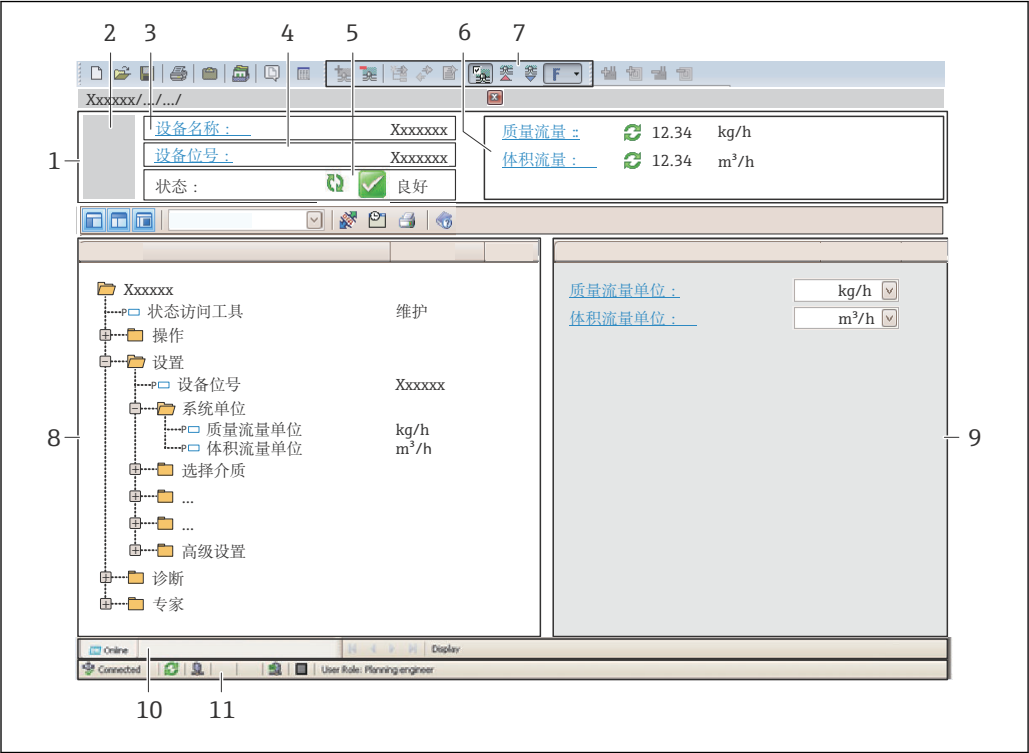 2 3 4 5 6 7
F
Xxxxxx/.../.../
1
设备名称： Xxxxxxx
设备位号： Xxxxxxx
状态： 良好
质量流量 :: 12.34 kg/h
体积流量： 12.34 m³/h
Xxxxxx
P 状态访问工具 维护
操作
设置
P 设备位号 Xxxxxx
系统单位
P 质量流量单位 kg/h
P 体积流量单位 m³/h
选择介质
...
...
高级设置
诊断
专家
质量流量单位： kg/h
体积流量单位： m³/h
8
9
Online Display
Connected User Role: Planning engineer
10 11